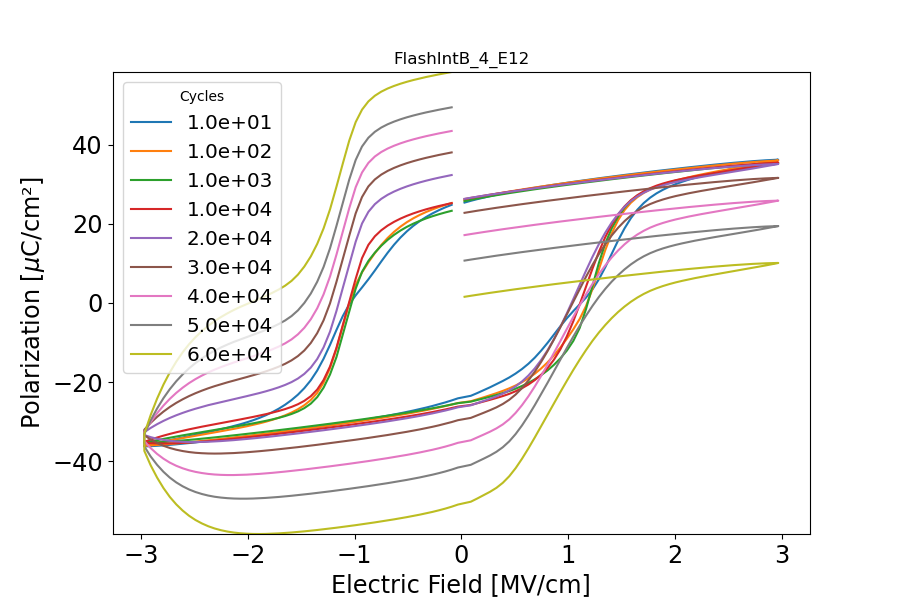 FlashIntB_4_E12
Cycles
1.0e+01
1.0e+02
1.0e+03
1.0e+04
2.0e+04
3.0e+04
4.0e+04
5.0e+04
6.0e+04
Polarization [μC/cm²]
40
20
0
−20
−40
−3 −2 −1 0 1 2 3
Electric Field [MV/cm]